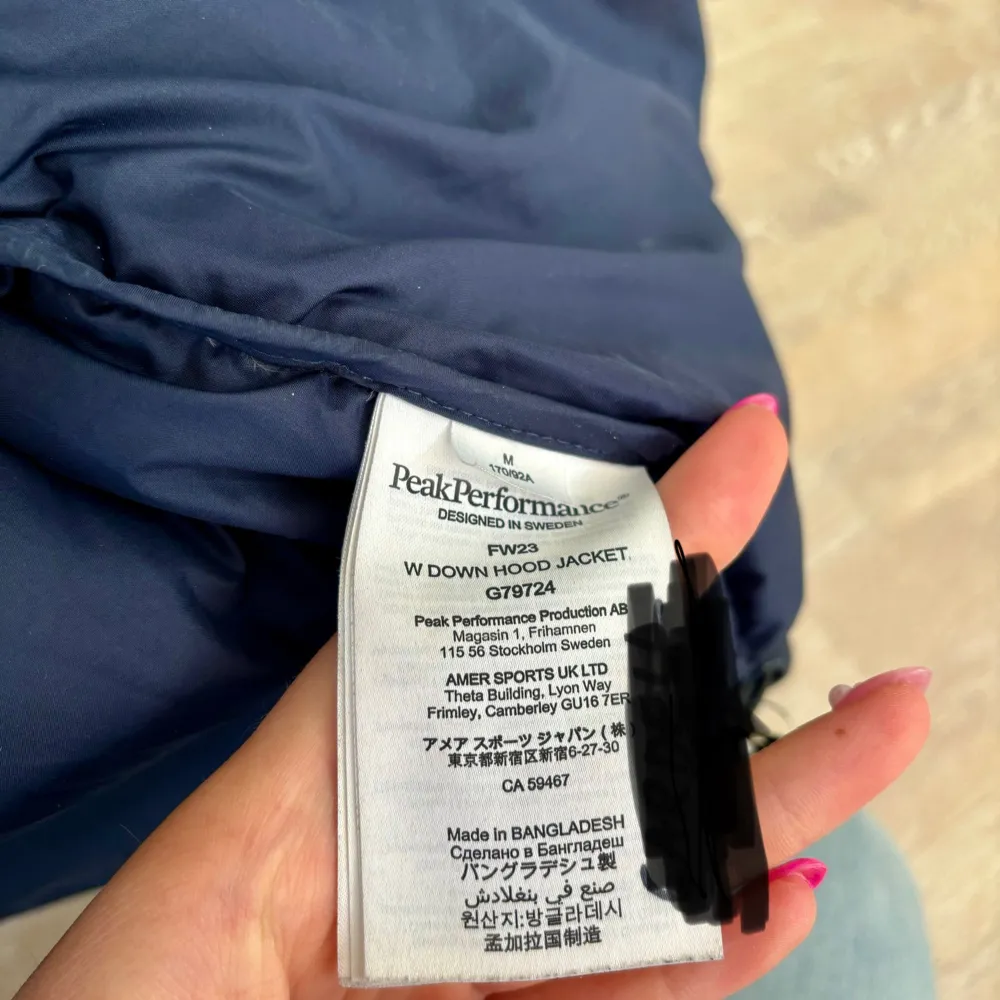 M
170/92A
PeakPerformance®
DESIGNED IN SWEDEN
FW23
W DOWN HOOD JACKET
G79724
Peak Performance Production AB
Magasin 1, Frihamnen
115 56 Stockholm Sweden
AMER SPORTS UK LTD
Theta Building, Lyon Way
Frimley, Camberley GU16 7ER
アメア スポーツ ジャパン ( 株 )
東京都新宿区新宿6-27-30
CA 59467
Made in BANGLADESH
Сделано в Бангладеш
バングラデシュ製
صنع في بنغلادش
원산지:방글라데시
孟加拉国制造